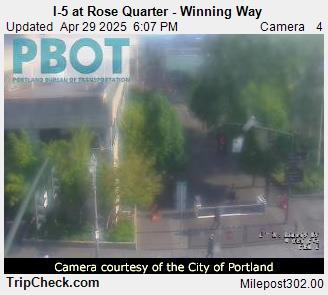 I-5 at Rose Quarter - Winning Way
Updated Apr 29 2025 6:07 PM Camera 4
PBOT
PORTLAND BUREAU OF TRANSPORTATION
Camera courtesy of the City of Portland
TripCheck.com Milepost302.00